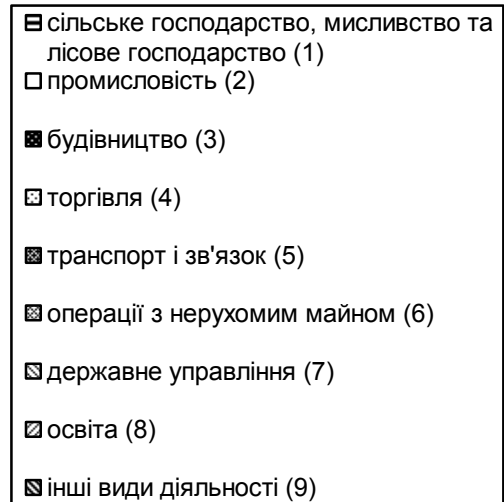 сільське господарство, мисливство та
лісове господарство (1)
промисловість (2)
будівництво (3)
торгівля (4)
транспорт і зв'язок (5)
операції з нерухомим майном (6)
державне управління (7)
освіта (8)
інші види діяльності (9)